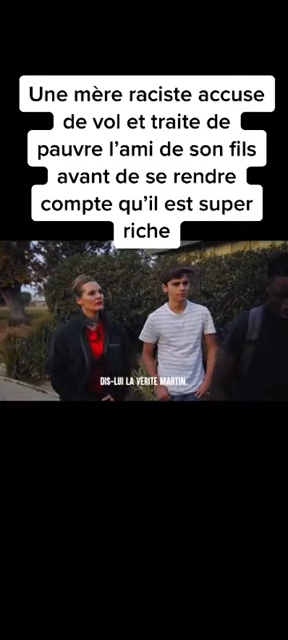 Une mère raciste accuse
de vol et traite de
pauvre l'ami de son fils
avant de se rendre
compte qu'il est super
riche
DIS-LUI LA VERITE MARTIN.